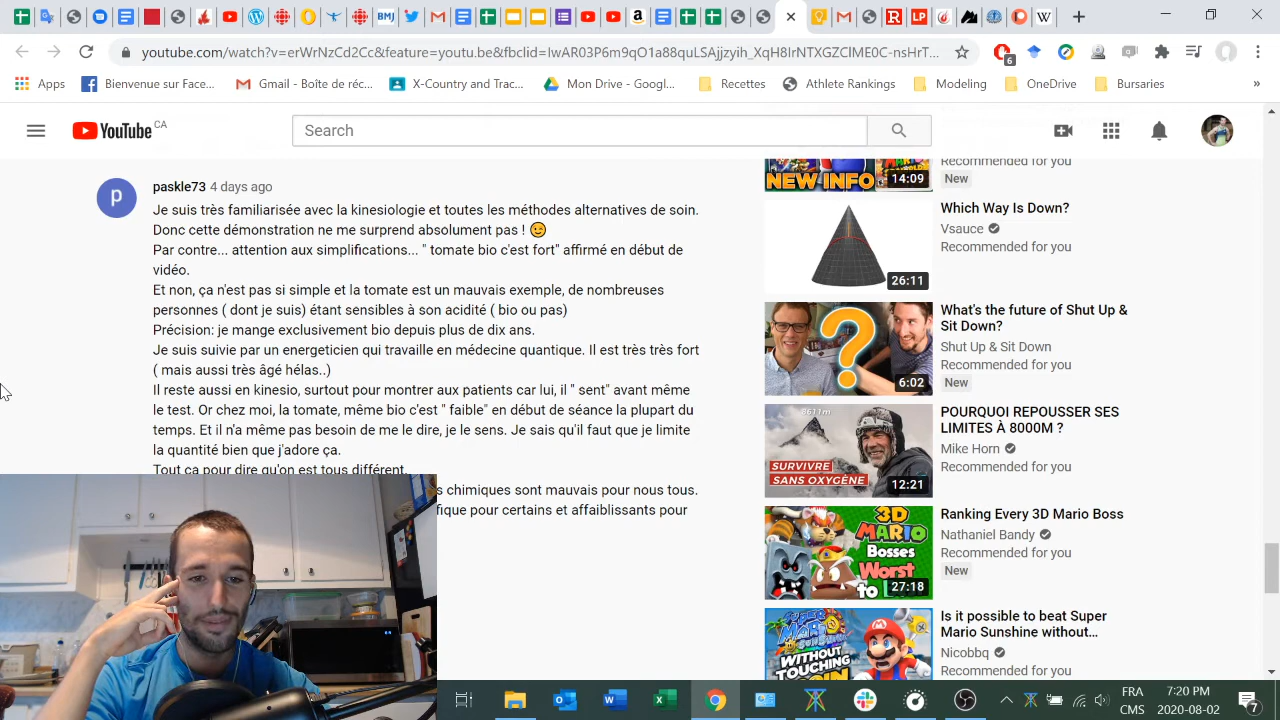 youtube.com/watch?v=erWrNzCd2Cc&feature=youtu.be&fbclid=IwAR03P6m9qO1a88quLSAjjzyih_XqH8IrNTXGZClME0C-nsHrT...
6
Apps
Bienvenue sur Face...
Gmail - Boîte de réc...
X-Country and Trac...
Mon Drive - Googl...
Recettes
Athlete Rankings
Modeling
OneDrive
Bursaries
»
YouTube CA
Search
paskle73 4 days ago
Je suis très familiarisée avec la kinesiologie et toutes les méthodes alternatives de soin.
Donc cette démonstration ne me surprend absolument pas !
Par contre... attention aux simplifications... " tomate bio c'est fort" affirmé en début de
vidéo.
Et non, ça n'est pas si simple et la tomate est un mauvais exemple, de nombreuses
personnes ( dont je suis) étant sensibles à son acidité ( bio ou pas)
Précision: je mange exclusivement bio depuis plus de dix ans.
Je suis suivie par un energeticien qui travaille en médecine quantique. Il est très très fort
( mais aussi très âgé hélas..)
Il reste aussi en kinesio, surtout pour montrer aux patients car lui, il " sent" avant même
le test. Or chez moi, la tomate, même bio c'est " faible" en début de séance la plupart du
temps. Et il n'a même pas besoin de me le dire, je le sens. Je sais qu'il faut que je limite
la quantité bien que j'adore ça.
Tout ça pour dire qu'on est tous différent.
s chimiques sont mauvais pour nous tous.
fique pour certains et affaiblissants pour
NEW INFO
14:09
Recommended for you
New
26:11
Which Way Is Down?
Vsauce
Recommended for you
6:02
What's the future of Shut Up &
Sit Down?
Shut Up & Sit Down
Recommended for you
New
8611m
SURVIVRE
SANS OXYGÈNE
12:21
POURQUOI REPOUSSER SES
LIMITES À 8000M ?
Mike Horn
Recommended for you
3D
MARIO
BOSSES
WORST
to
27:18
Ranking Every 3D Mario Boss
Nathaniel Bandy
Recommended for you
New
SUPER
MARIO
WITHOUT
TOUCHING
COIN
Is it possible to beat Super
Mario Sunshine without...
Nicobbq
Recommended for you
FRA
CMS
7:20 PM
2020-08-02
7